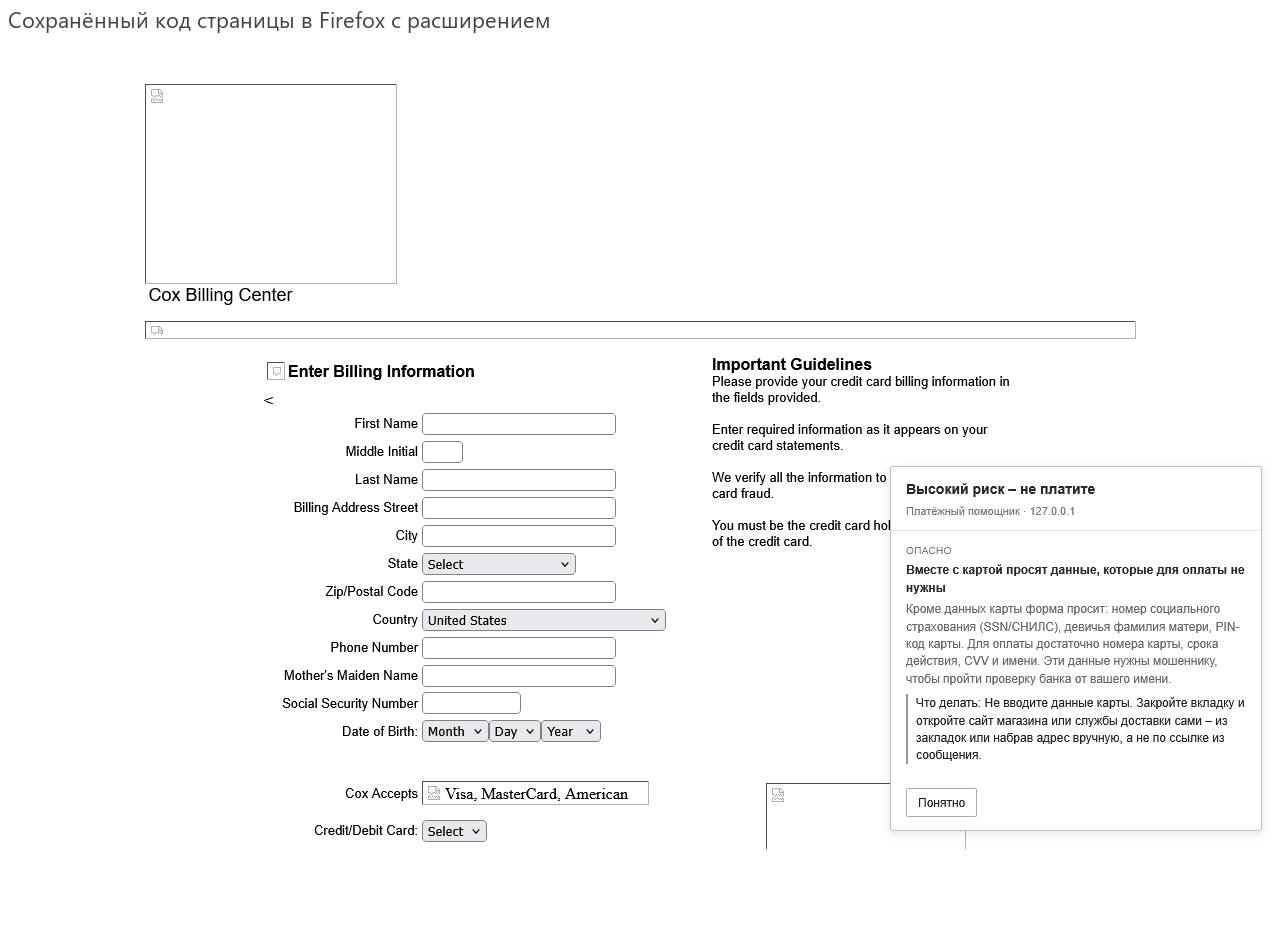 Сохранённый код страницы в Firefox с расширением
Cox Billing Center
Enter Billing Information
<
First Name
Middle Initial
Last Name
Billing Address Street
City
State Select
Zip/Postal Code
Country United States
Phone Number
Mother's Maiden Name
Social Security Number
Date of Birth: Month Day Year
Cox Accepts Visa, MasterCard, American
Credit/Debit Card: Select
Important Guidelines
Please provide your credit card billing information in
the fields provided.
Enter required information as it appears on your
credit card statements.
We verify all the information to
card fraud.
You must be the credit card hol
of the credit card.
Высокий риск – не платите
Платёжный помощник · 127.0.0.1
ОПАСНО
Вместе с картой просят данные, которые для оплаты не
нужны
Кроме данных карты форма просит: номер социального
страхования (SSN/СНИЛС), девичья фамилия матери, PIN-
код карты. Для оплаты достаточно номера карты, срока
действия, CVV и имени. Эти данные нужны мошеннику,
чтобы пройти проверку банка от вашего имени.
Что делать: Не вводите данные карты. Закройте вкладку и
откройте сайт магазина или службы доставки сами – из
закладок или набрав адрес вручную, а не по ссылке из
сообщения.
Понятно